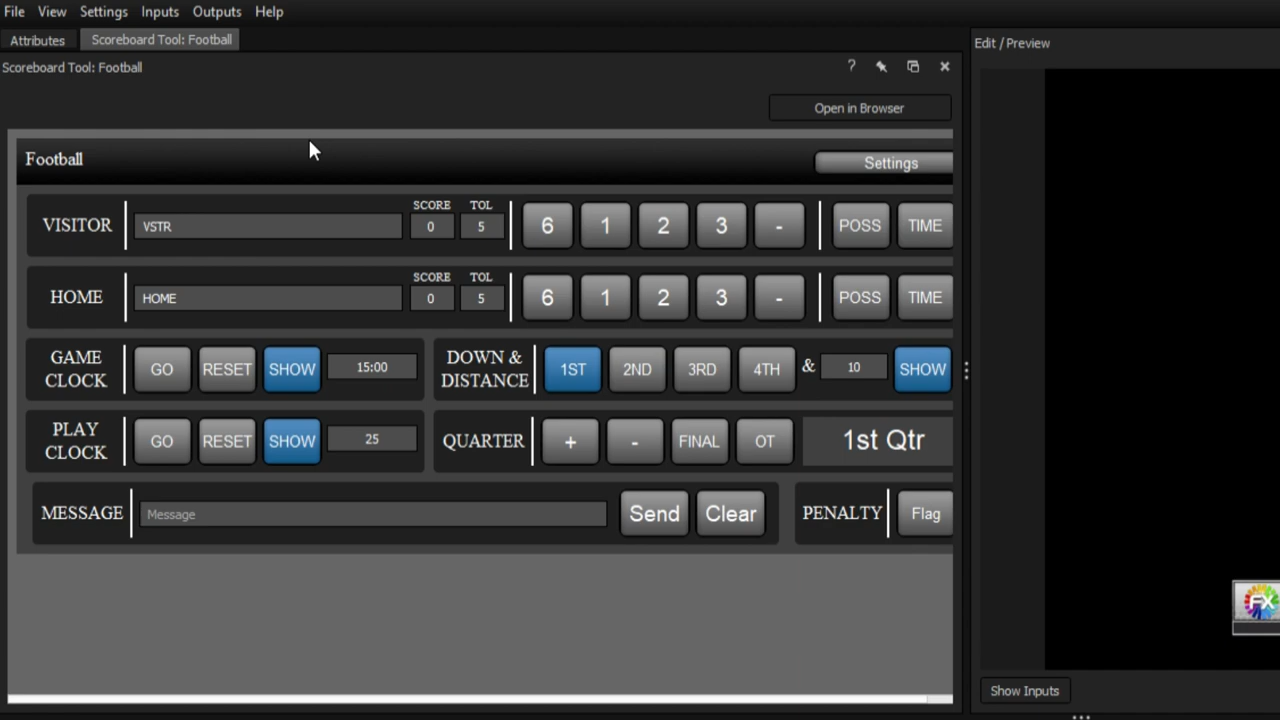 File View Settings Inputs Outputs Help
Attributes Scoreboard Tool: Football
Edit / Preview
Scoreboard Tool: Football ?
Open in Browser
Football Settings
SCORE TOL
VISITOR VSTR 0 5 6 1 2 3 - POSS TIME
SCORE TOL
HOME HOME 0 5 6 1 2 3 - POSS TIME
GAME CLOCK GO RESET SHOW 15:00 DOWN & DISTANCE 1ST 2ND 3RD 4TH & 10 SHOW
PLAY CLOCK GO RESET SHOW 25 QUARTER + - FINAL OT 1st Qtr
MESSAGE Message Send Clear PENALTY Flag
FX
Show Inputs